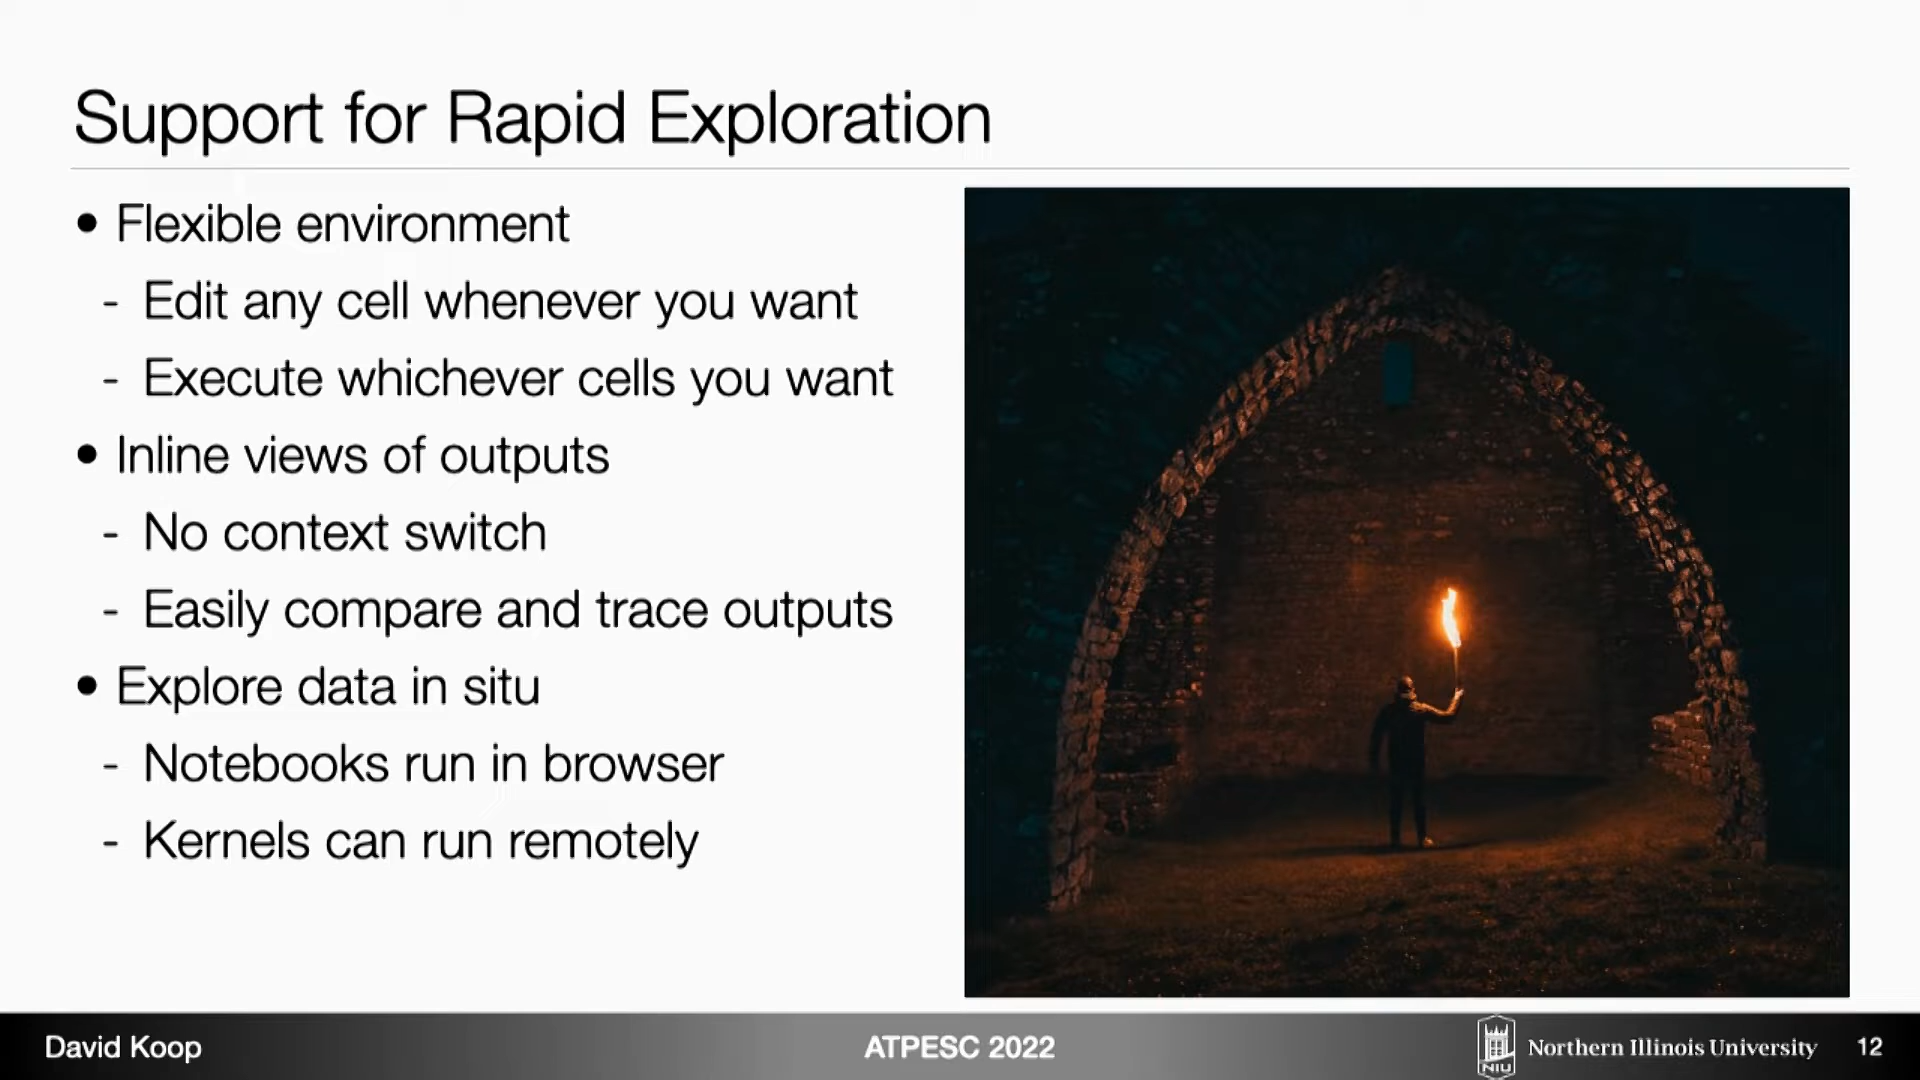 Support for Rapid Exploration
• Flexible environment
- Edit any cell whenever you want
- Execute whichever cells you want
• Inline views of outputs
- No context switch
- Easily compare and trace outputs
• Explore data in situ
- Notebooks run in browser
- Kernels can run remotely
David Koop
ATPESC 2022
NIU
Northern Illinois University
12